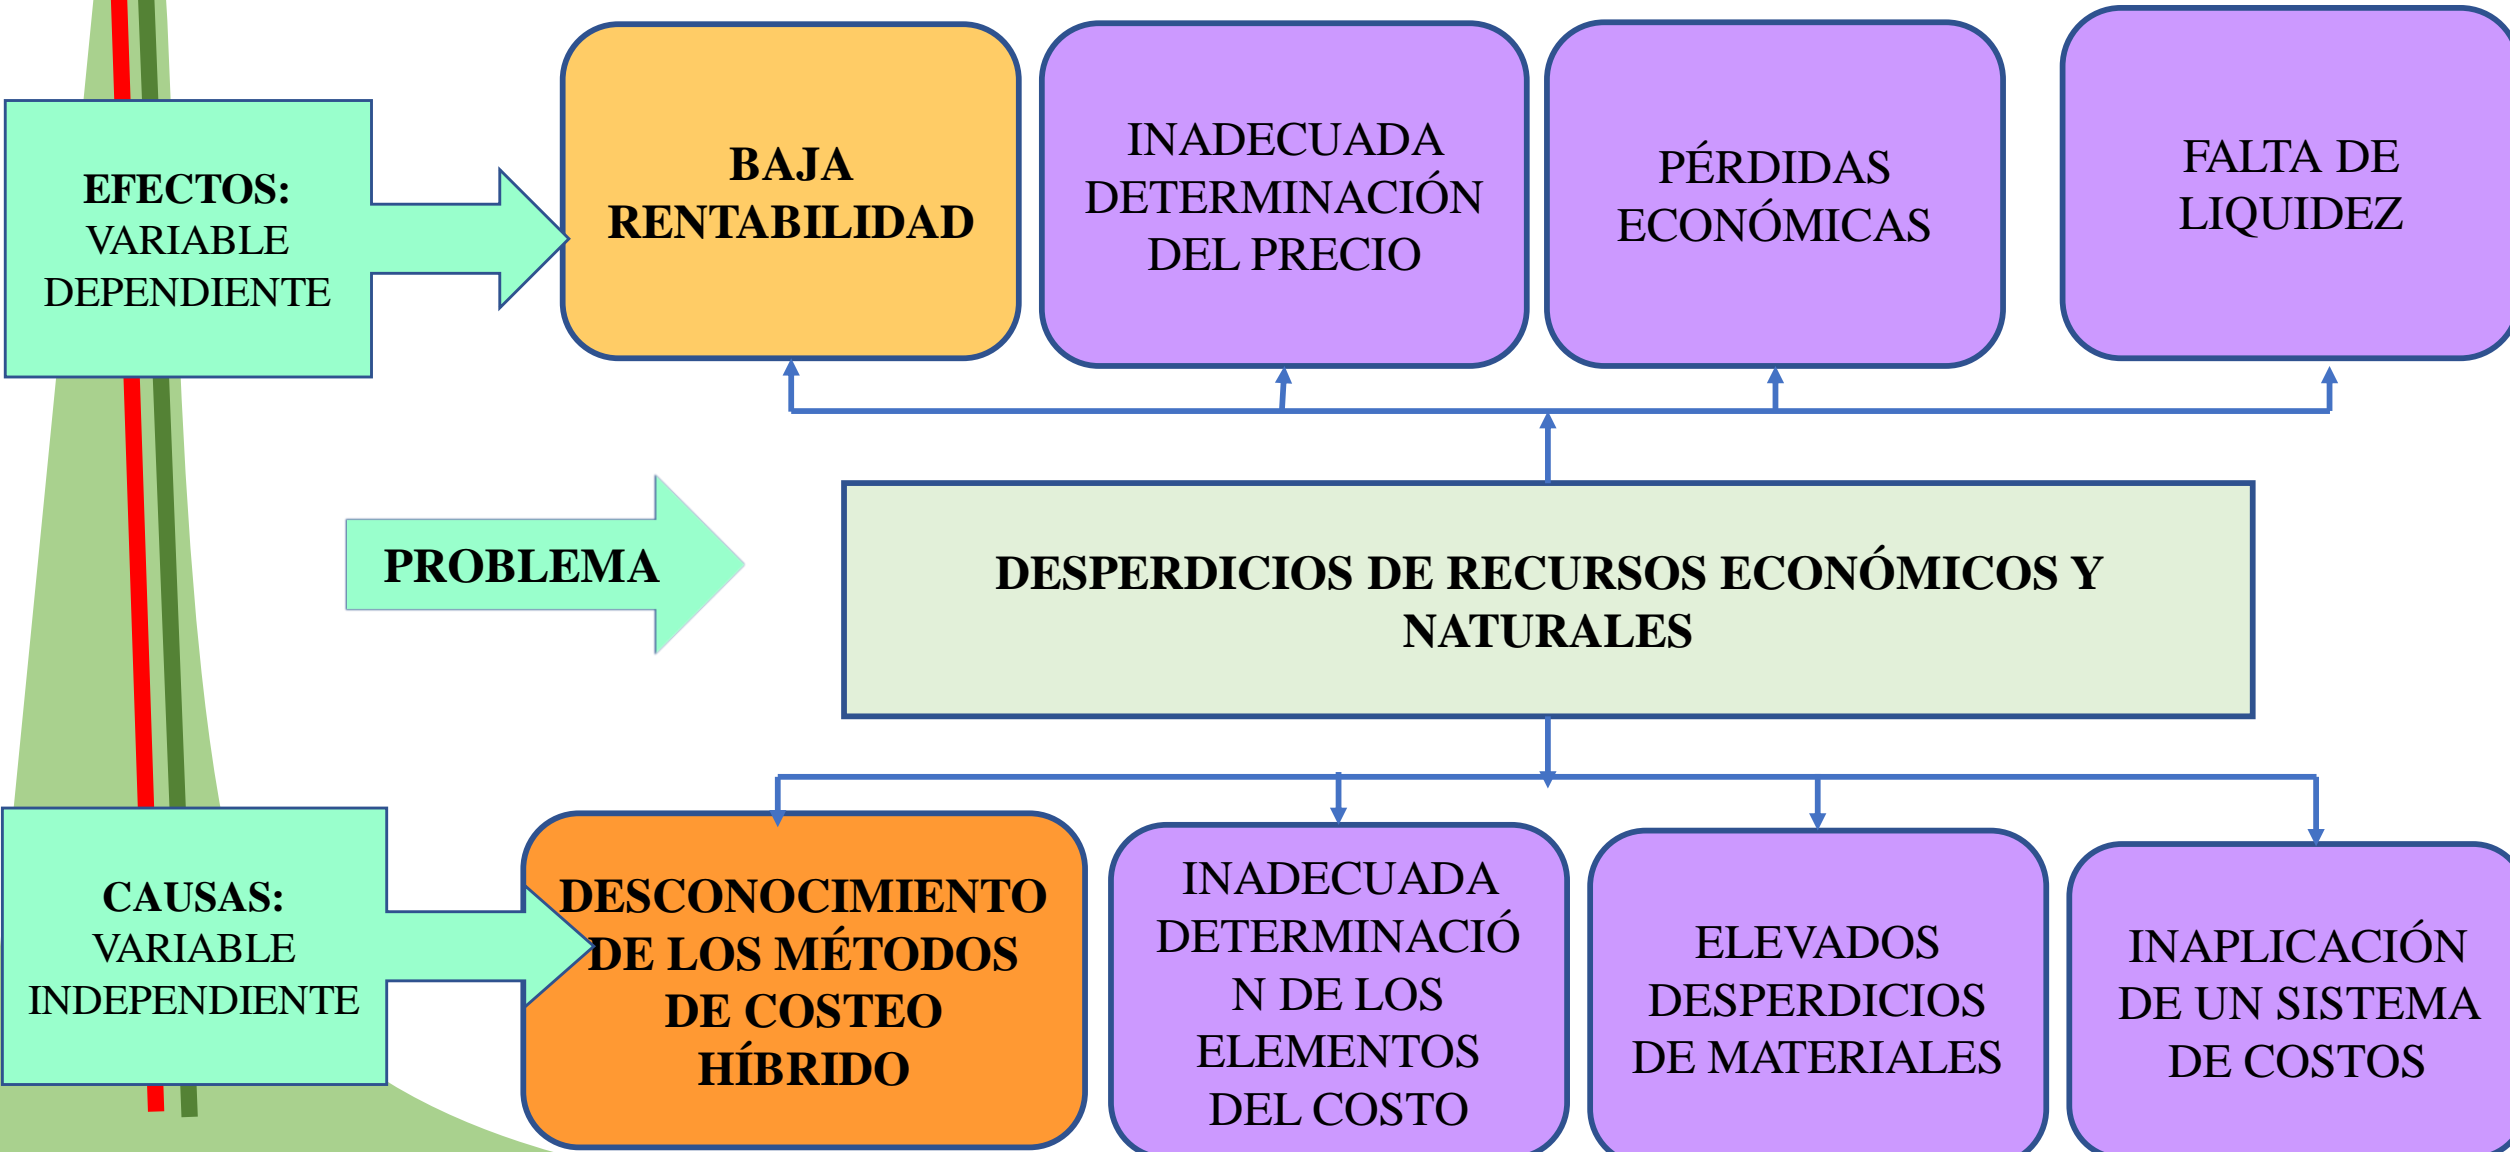 EFECTOS:
VARIABLE
DEPENDIENTE
BAJA
RENTABILIDAD
INADECUADA
DETERMINACIÓN
DEL PRECIO
PÉRDIDAS
ECONÓMICAS
FALTA DE
LIQUIDEZ
PROBLEMA
DESPERDICIOS DE RECURSOS ECONÓMICOS Y
NATURALES
CAUSAS:
VARIABLE
INDEPENDIENTE
DESCONOCIMIENTO
DE LOS MÉTODOS
DE COSTEO
HÍBRIDO
INADECUADA
DETERMINACIÓ
N DE LOS
ELEMENTOS
DEL COSTO
ELEVADOS
DESPERDICIOS
DE MATERIALES
INAPLICACIÓN
DE UN SISTEMA
DE COSTOS